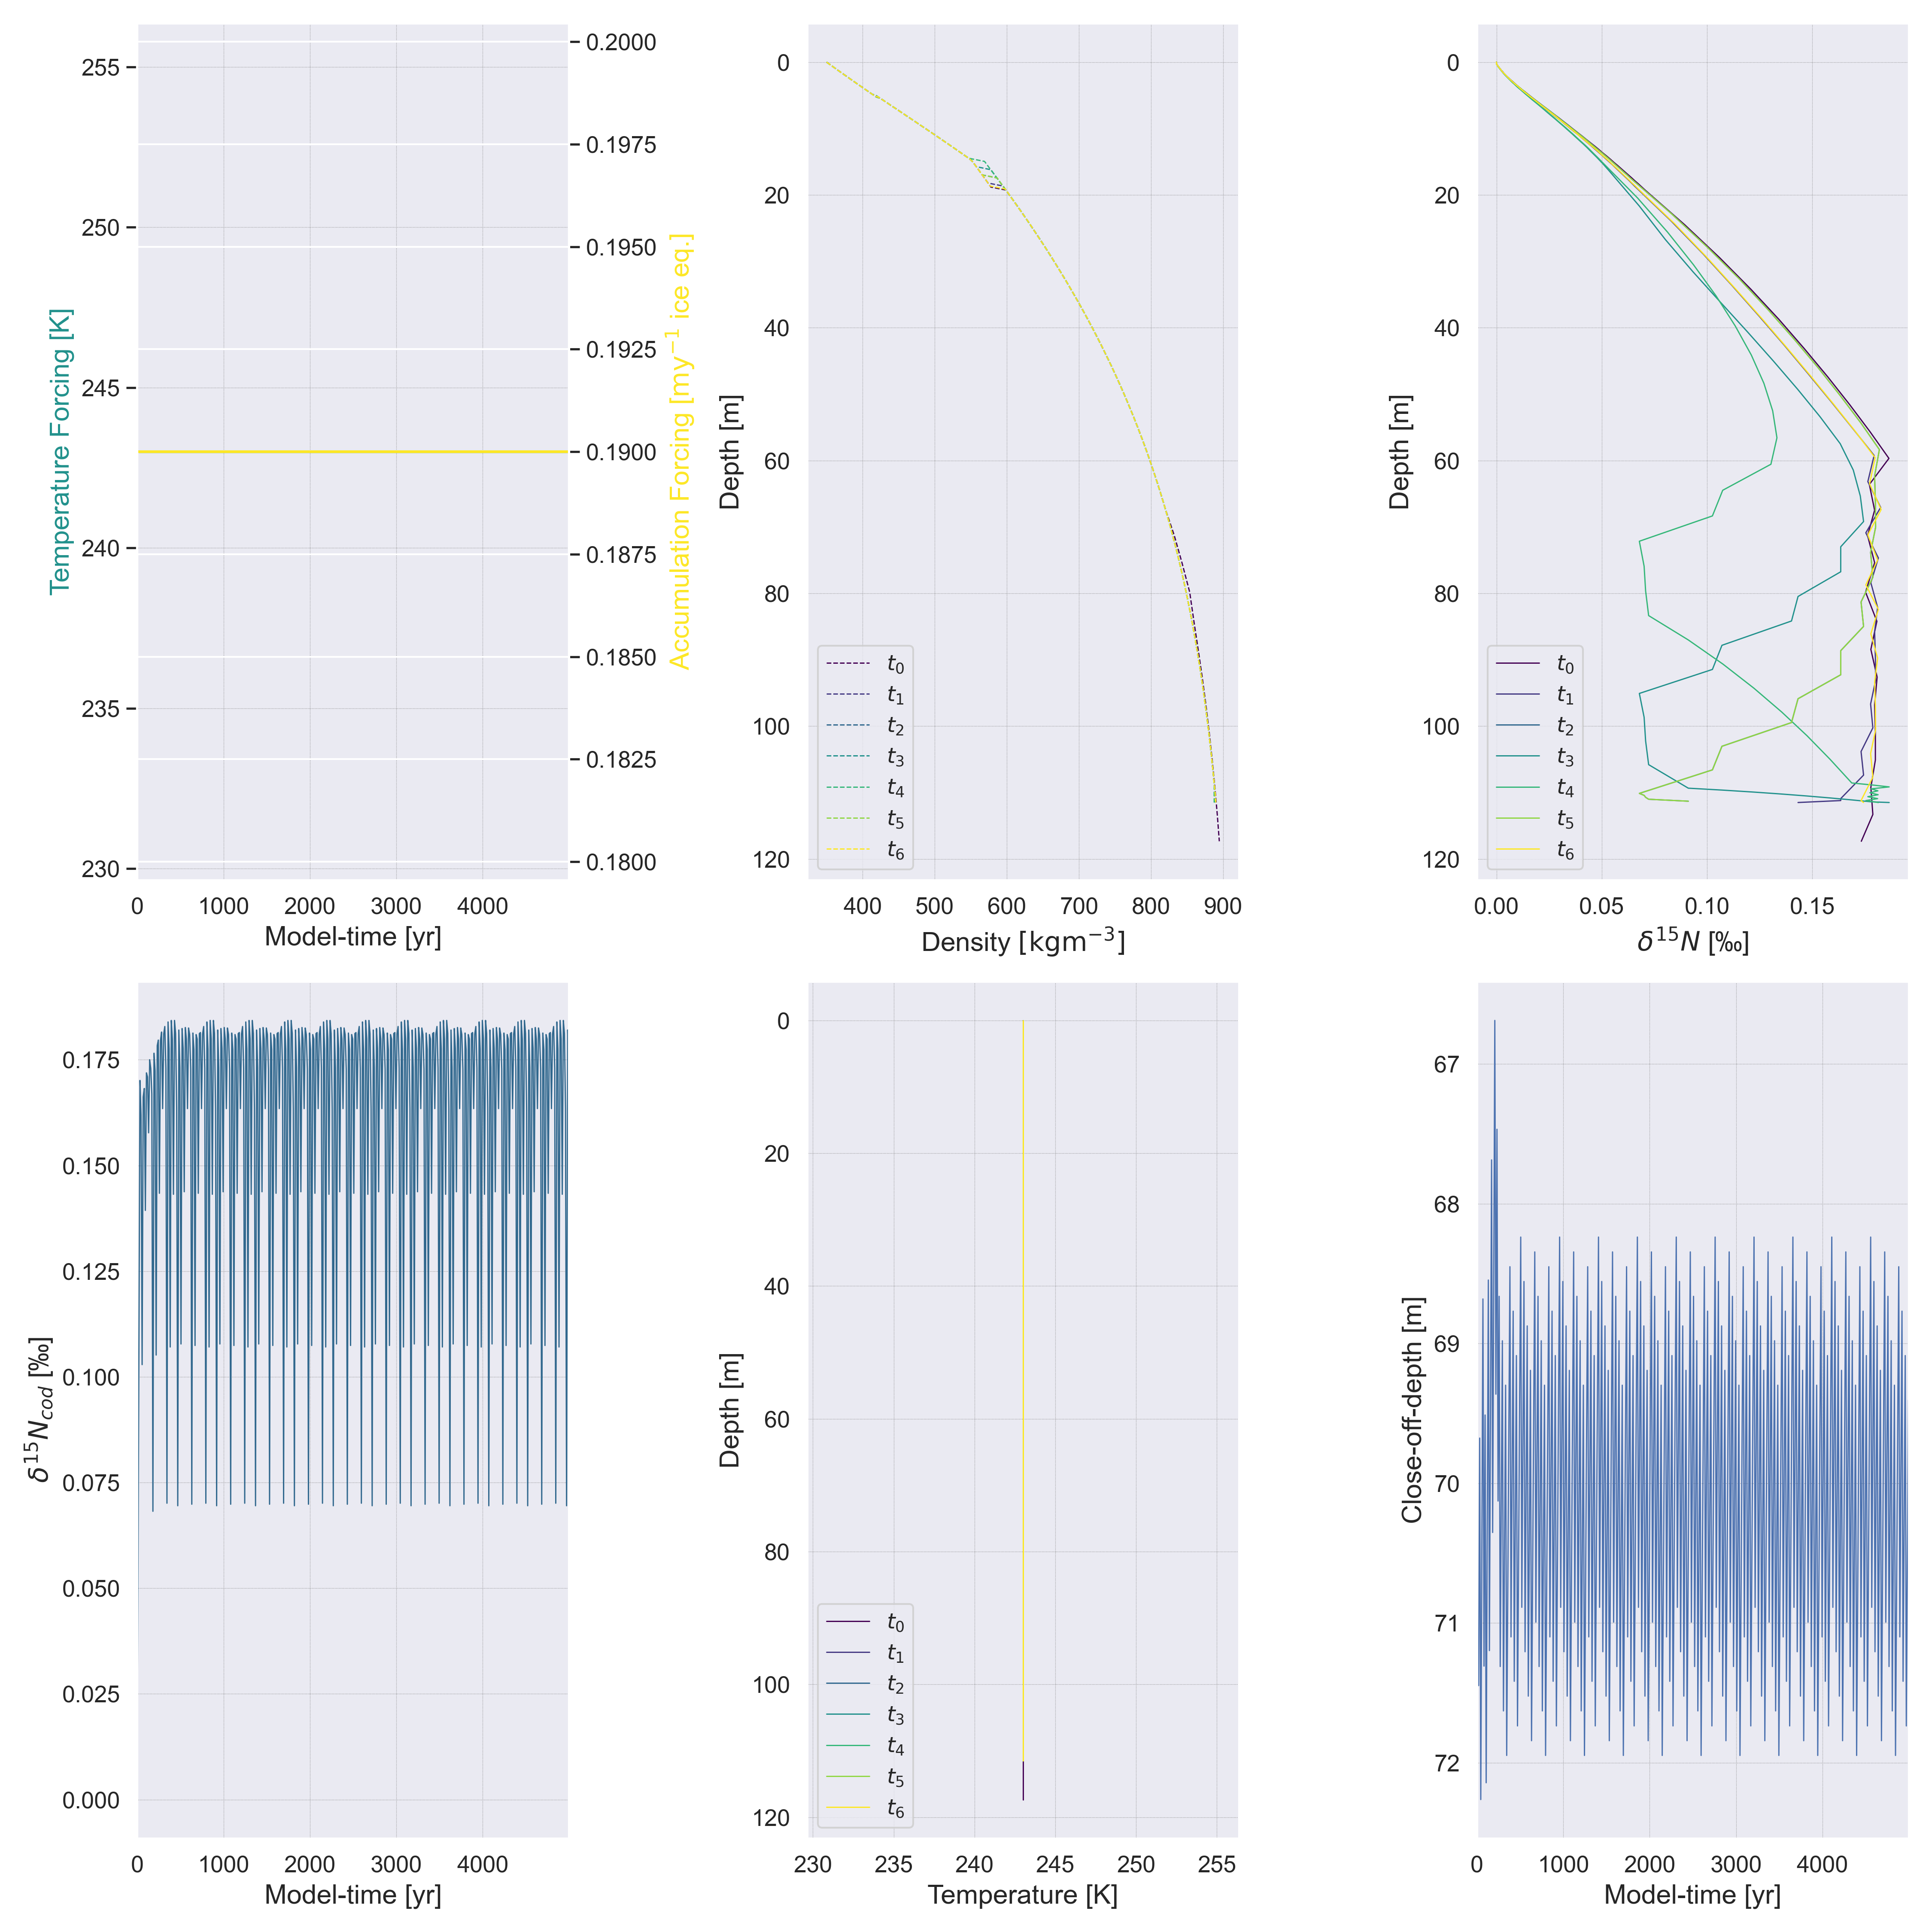 Temperature Forcing [K]
255
250
245
240
235
230
0.2000
0.1975
0.1950
0.1925
0.1900
0.1875
0.1850
0.1825
0.1800
Accumulation Forcing [my⁻¹ ice eq.]
0 1000 2000 3000 4000
Model-time [yr]
Depth [m]
0
20
40
60
80
100
120
t₀
t₁
t₂
t₃
t₄
t₅
t₆
400 500 600 700 800 900
Density [kgm⁻³]
Depth [m]
0
20
40
60
80
100
120
t₀
t₁
t₂
t₃
t₄
t₅
t₆
0.00 0.05 0.10 0.15
δ¹⁵N [‰]
δ¹⁵N_cod [‰]
0.175
0.150
0.125
0.100
0.075
0.050
0.025
0.000
0 1000 2000 3000 4000
Model-time [yr]
Depth [m]
0
20
40
60
80
100
120
t₀
t₁
t₂
t₃
t₄
t₅
t₆
230 235 240 245 250 255
Temperature [K]
Close-off-depth [m]
67
68
69
70
71
72
0 1000 2000 3000 4000
Model-time [yr]